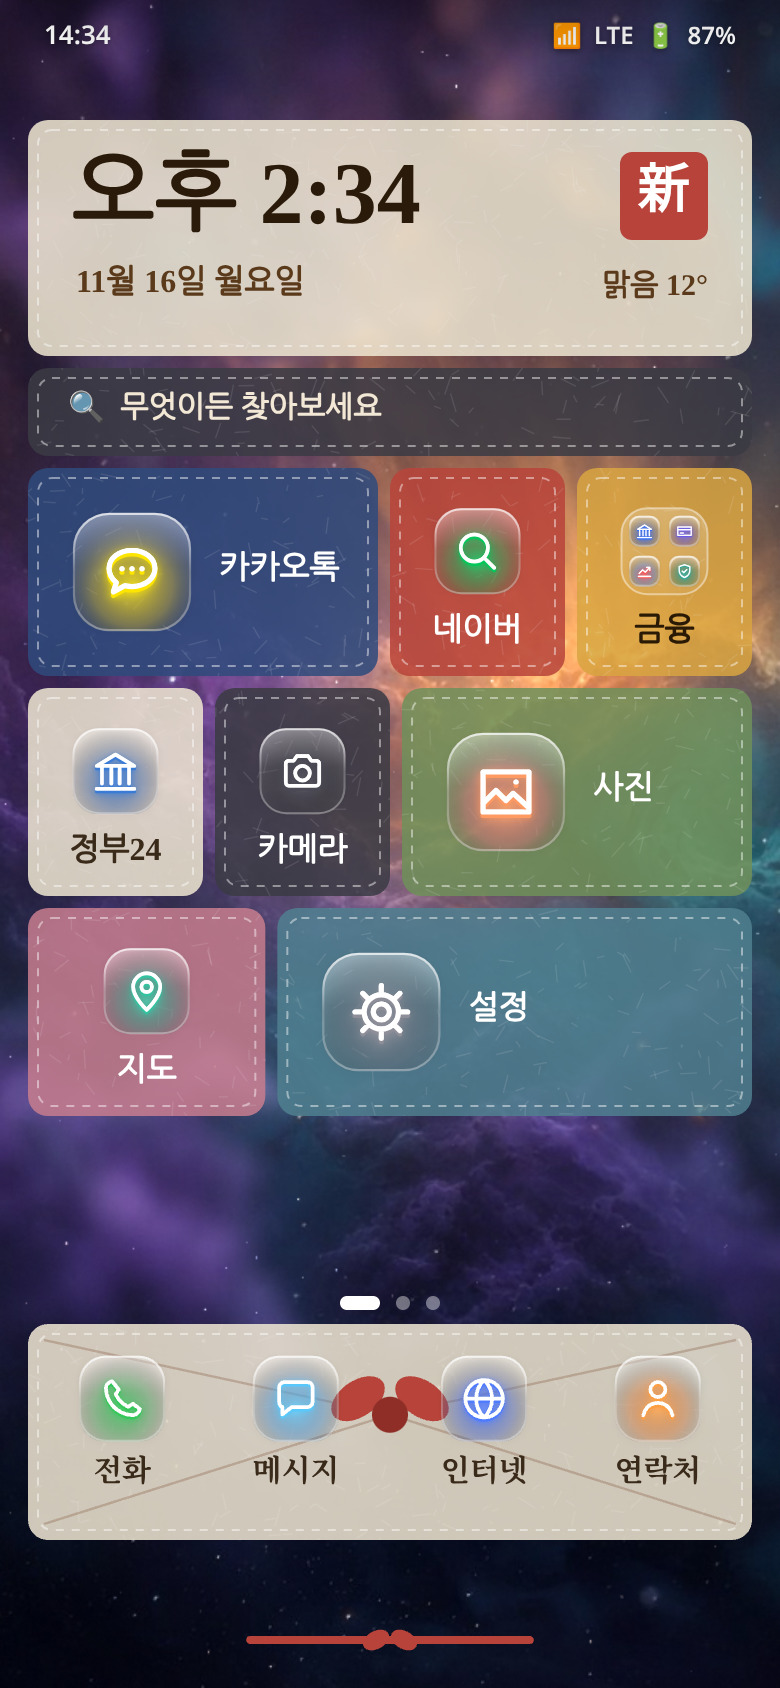 14:34 LTE 87%
오후 2:34
新
11월 16일 월요일
맑음 12°
무엇이든 찾아보세요
카카오톡
네이버
금융
정부24
카메라
사진
지도
설정
전화
메시지
인터넷
연락처